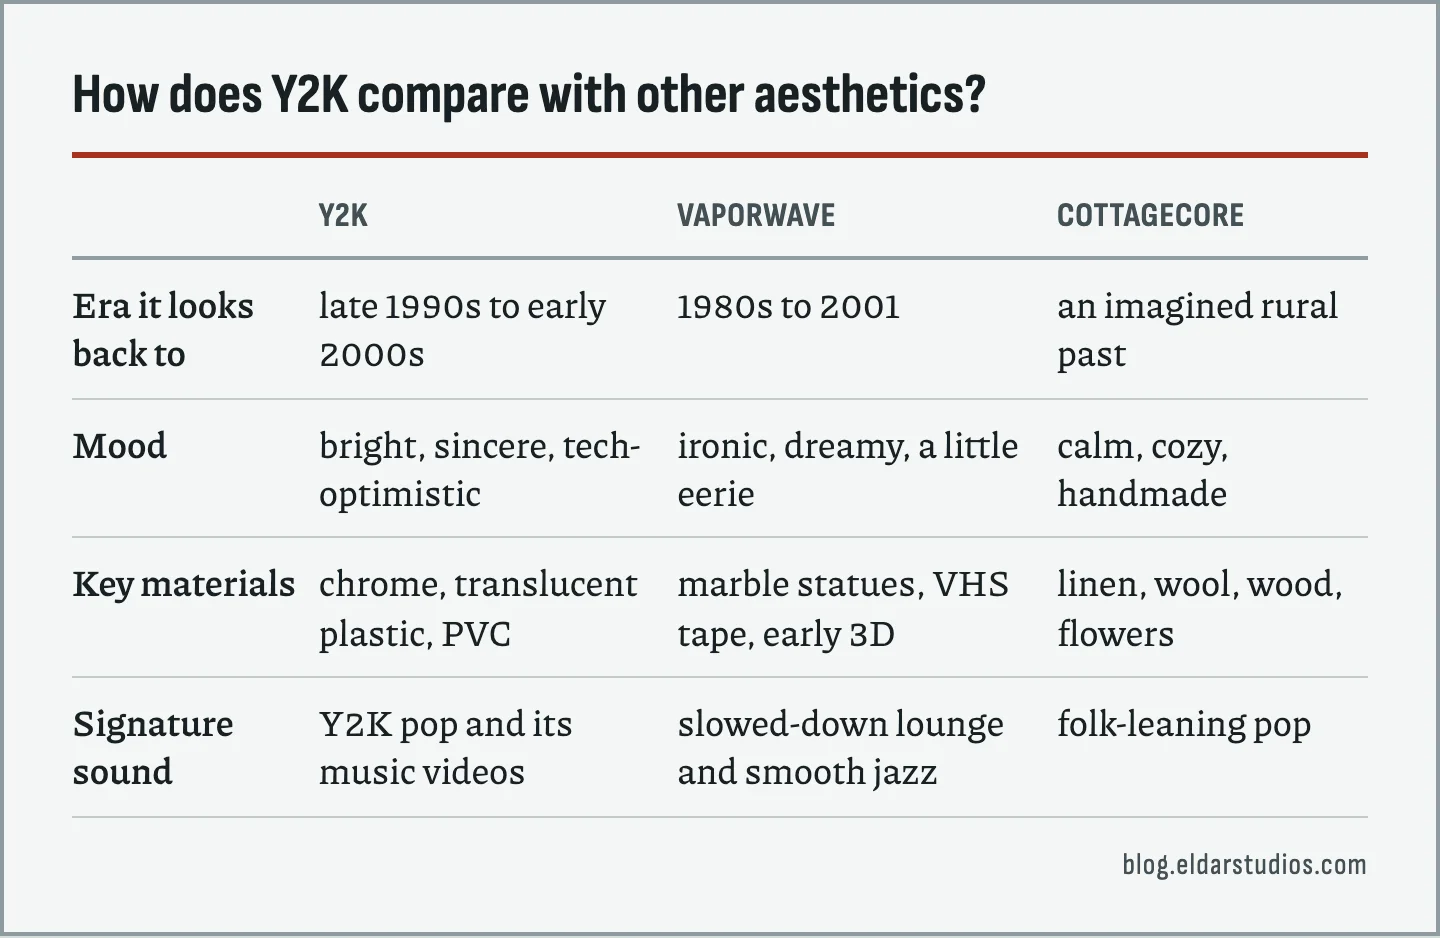 How does Y2K compare with other aesthetics?
Y2K VAPORWAVE COTTAGECORE
Era it looks back to
late 1990s to early 2000s
1980s to 2001
an imagined rural past
Mood
bright, sincere, tech-optimistic
ironic, dreamy, a little eerie
calm, cozy, handmade
Key materials
chrome, translucent plastic, PVC
marble statues, VHS tape, early 3D
linen, wool, wood, flowers
Signature sound
Y2K pop and its music videos
slowed-down lounge and smooth jazz
folk-leaning pop
blog.eldarstudios.com